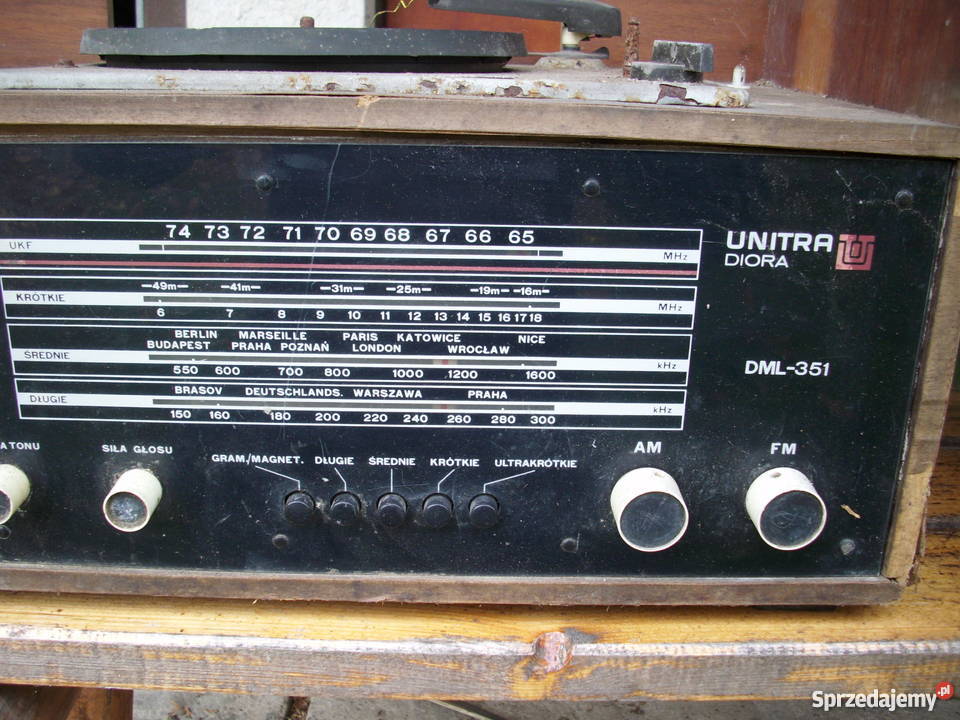 74 73 72 71 70 69 68 67 66 65
UKF MHz
UNITRA
DIORA
—49m— —41m— —31m— —25m— —19m— —16m—
KRÓTKIE MHz
6 7 8 9 10 11 12 13 14 15 16 17 18
BERLIN MARSEILLE PARIS KATOWICE NICE
BUDAPEST PRAHA POZNAŃ LONDON WROCŁAW
ŚREDNIE kHz
550 600 700 800 1000 1200 1600
DML-351
BRASOV DEUTSCHLANDS. WARSZAWA PRAHA
DŁUGIE kHz
150 160 180 200 220 240 260 280 300
A TONU SIŁA GŁOSU AM FM
GRAM./MAGNET. DŁUGIE ŚREDNIE KRÓTKIE ULTRAKRÓTKIE
Sprzedajemy.pl